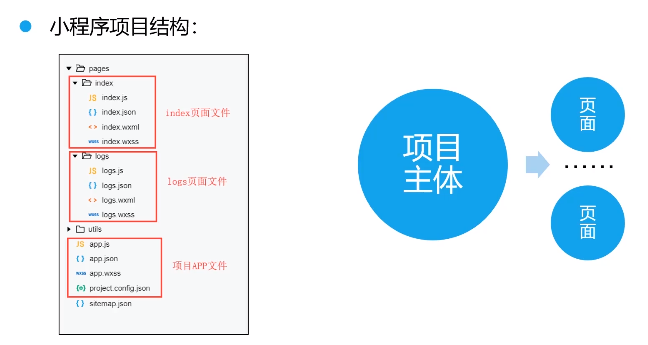 小程序项目结构：
pages
index
JS index.js
{ } index.json
index页面文件
< > index.wxml
wxss index.wxss
logs
JS logs.js
{ } logs.json
logs页面文件
< > logs.wxml
wxss logs.wxss
utils
JS app.js
{ } app.json
项目APP文件
wxss app.wxss
{o} project.config.json
{ } sitemap.json
项目
主体
页
面
······
页
面